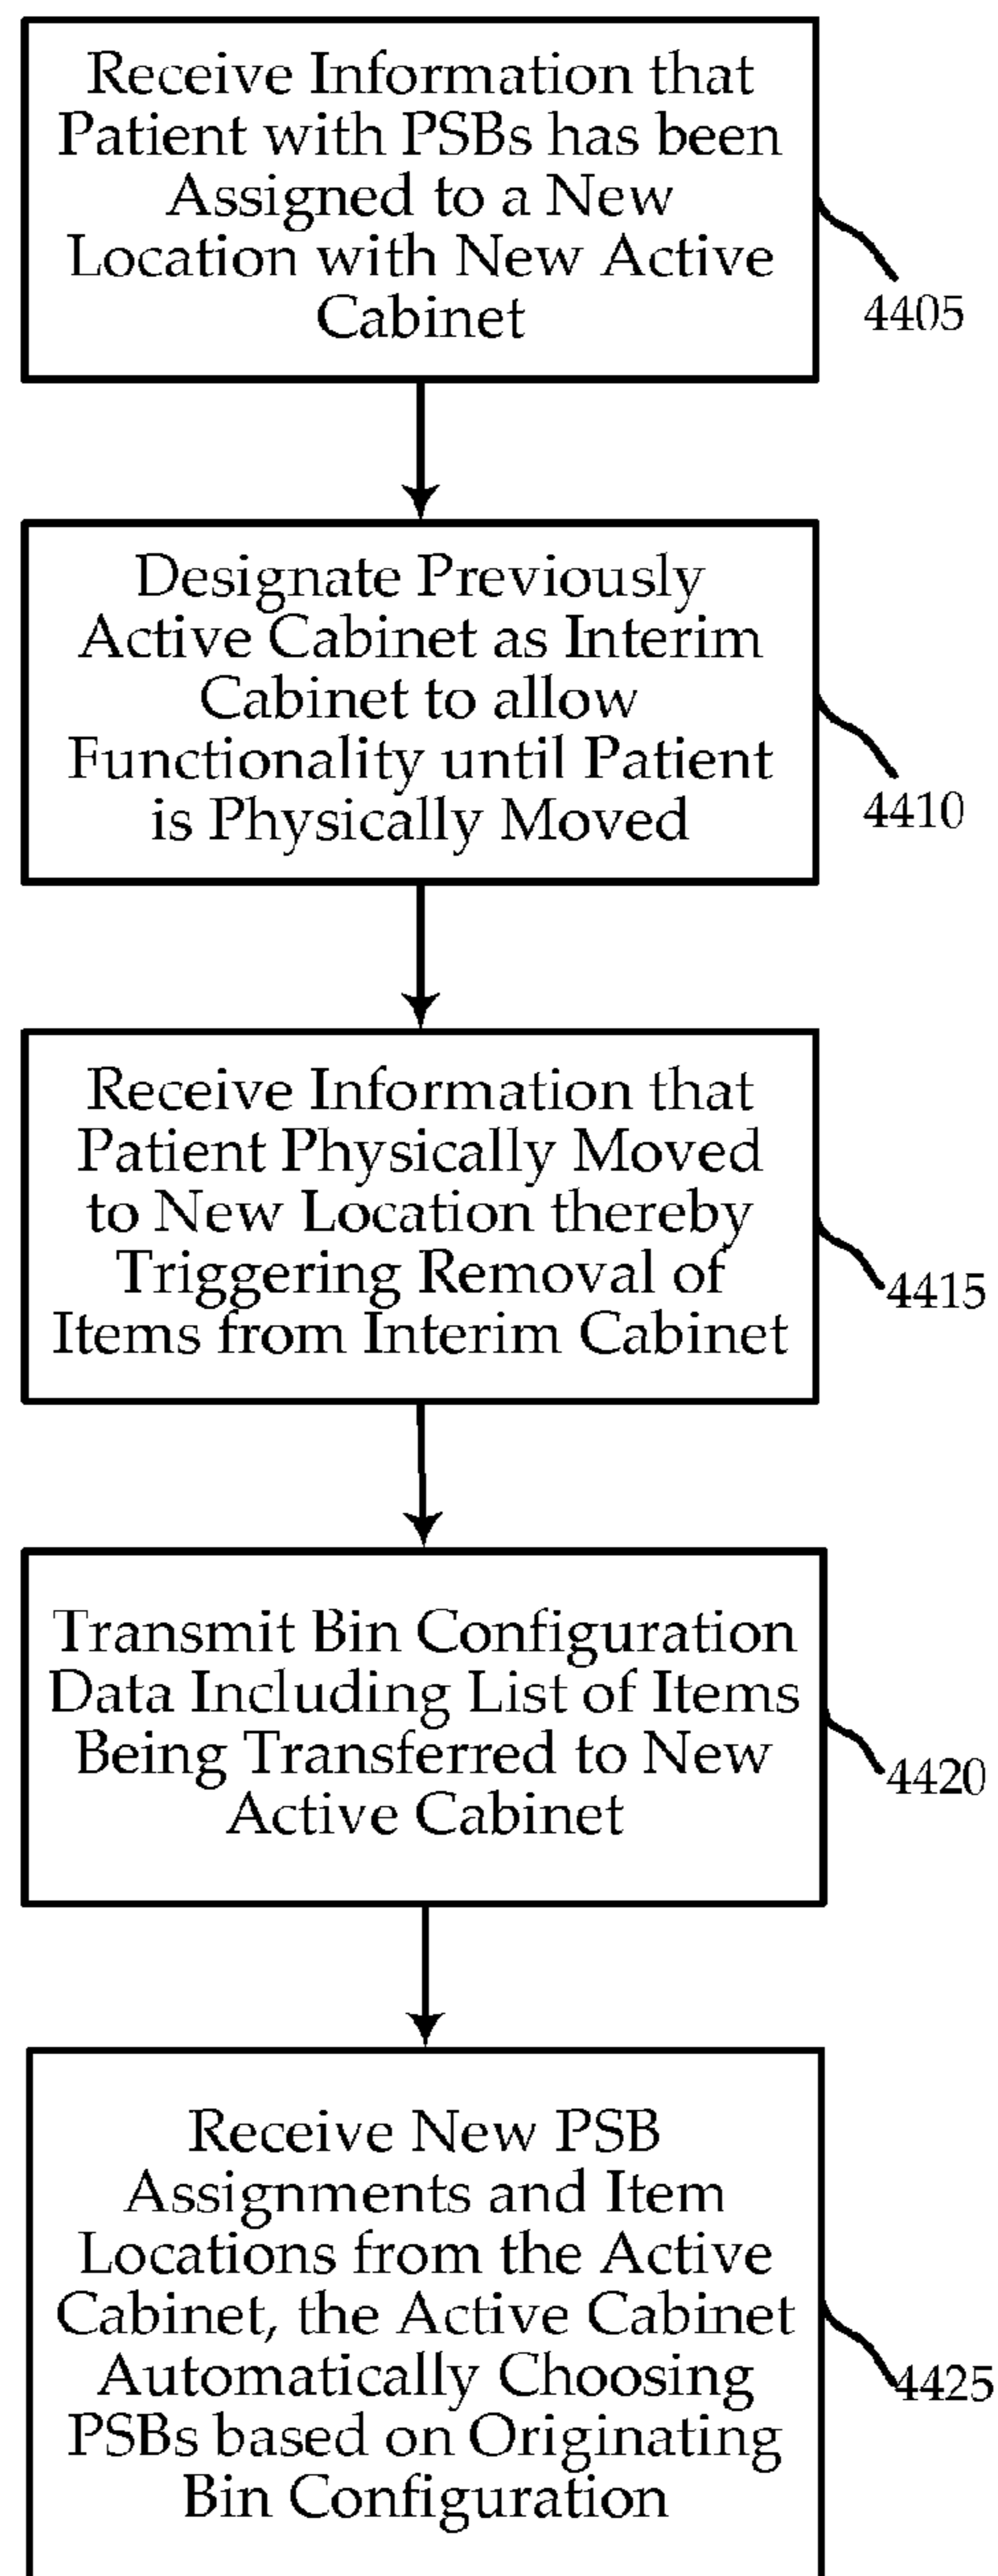 Receive Information that
Patient with PSBs has been
Assigned to a New
Location with New Active
Cabinet
4405
Designate Previously
Active Cabinet as Interim
Cabinet to allow
Functionality until Patient
is Physically Moved
4410
Receive Information that
Patient Physically Moved
to New Location thereby
Triggering Removal of
Items from Interim Cabinet
4415
Transmit Bin Configuration
Data Including List of Items
Being Transferred to New
Active Cabinet
4420
Receive New PSB
Assignments and Item
Locations from the Active
Cabinet, the Active Cabinet
Automatically Choosing
PSBs based on Originating
Bin Configuration
4425